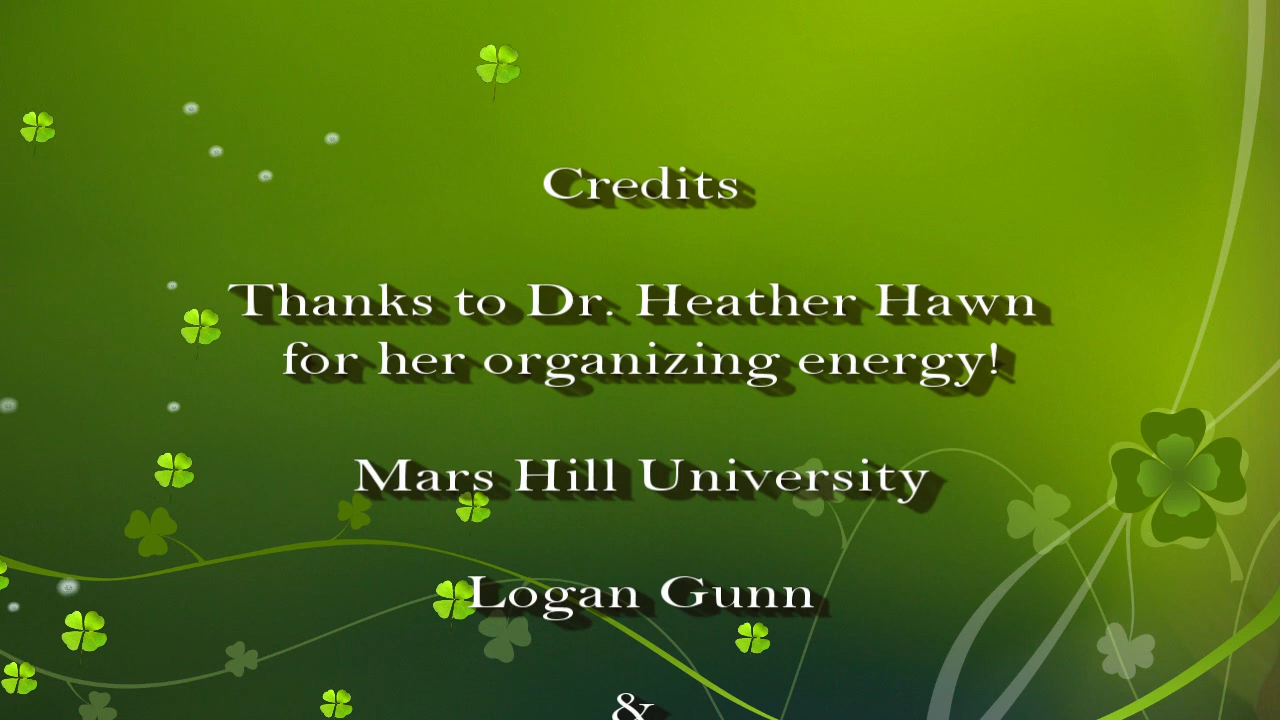 Credits
Thanks to Dr. Heather Hawn
for her organizing energy!
Mars Hill University
Logan Gunn
&